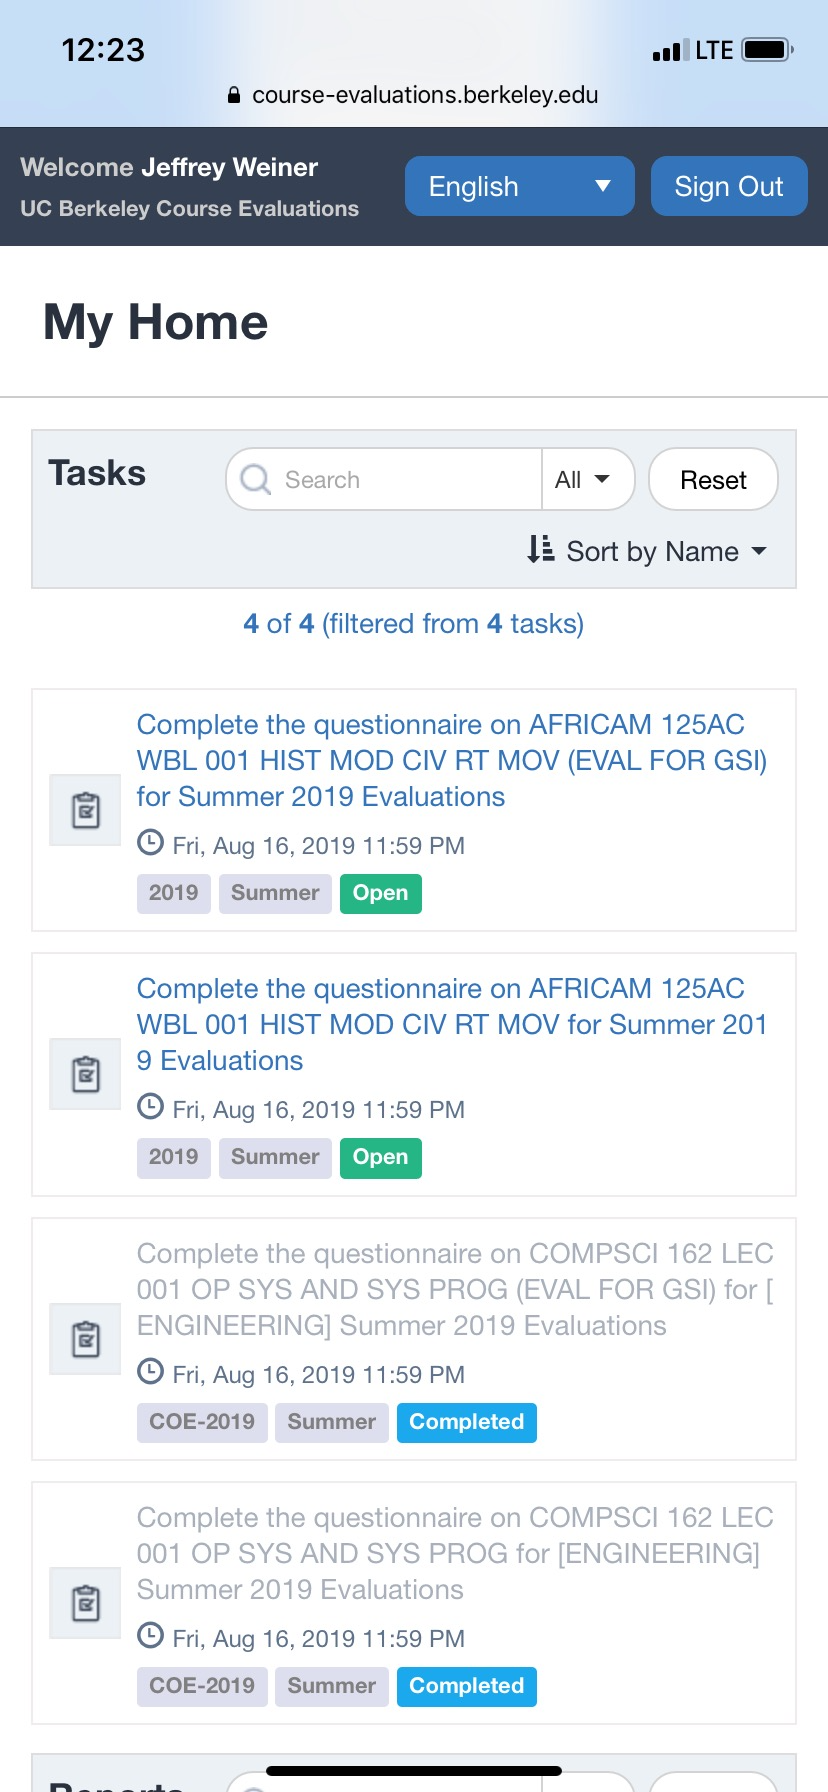 12:23
LTE
course-evaluations.berkeley.edu
Welcome Jeffrey Weiner
UC Berkeley Course Evaluations
English
Sign Out
My Home
Tasks
Search
All
Reset
Sort by Name
4 of 4 (filtered from 4 tasks)
Complete the questionnaire on AFRICAM 125AC
WBL 001 HIST MOD CIV RT MOV (EVAL FOR GSI)
for Summer 2019 Evaluations
Fri, Aug 16, 2019 11:59 PM
2019 Summer Open
Complete the questionnaire on AFRICAM 125AC
WBL 001 HIST MOD CIV RT MOV for Summer 201
9 Evaluations
Fri, Aug 16, 2019 11:59 PM
2019 Summer Open
Complete the questionnaire on COMPSCI 162 LEC
001 OP SYS AND SYS PROG (EVAL FOR GSI) for [
ENGINEERING] Summer 2019 Evaluations
Fri, Aug 16, 2019 11:59 PM
COE-2019 Summer Completed
Complete the questionnaire on COMPSCI 162 LEC
001 OP SYS AND SYS PROG for [ENGINEERING]
Summer 2019 Evaluations
Fri, Aug 16, 2019 11:59 PM
COE-2019 Summer Completed
Reports